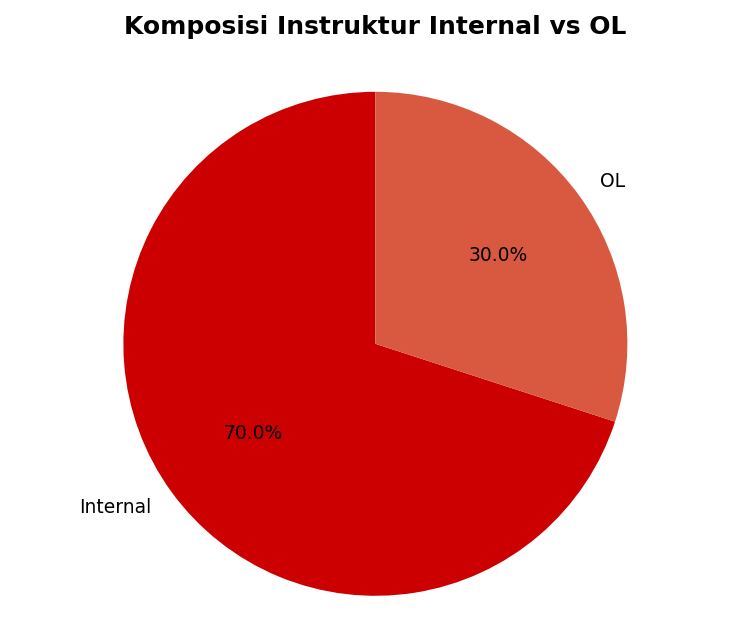 Komposisi Instruktur Internal vs OL
OL
30.0%
70.0%
Internal